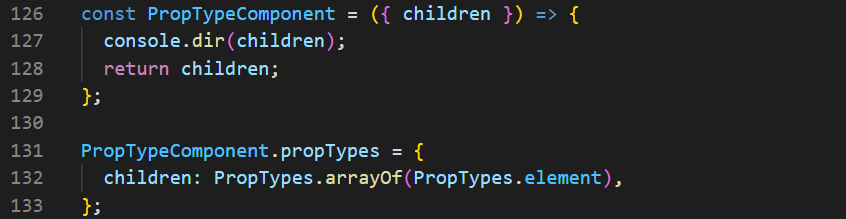 126 const PropTypeComponent = ({ children }) => {
127   console.dir(children);
128   return children;
129 };
130
131 PropTypeComponent.propTypes = {
132   children: PropTypes.arrayOf(PropTypes.element),
133 };